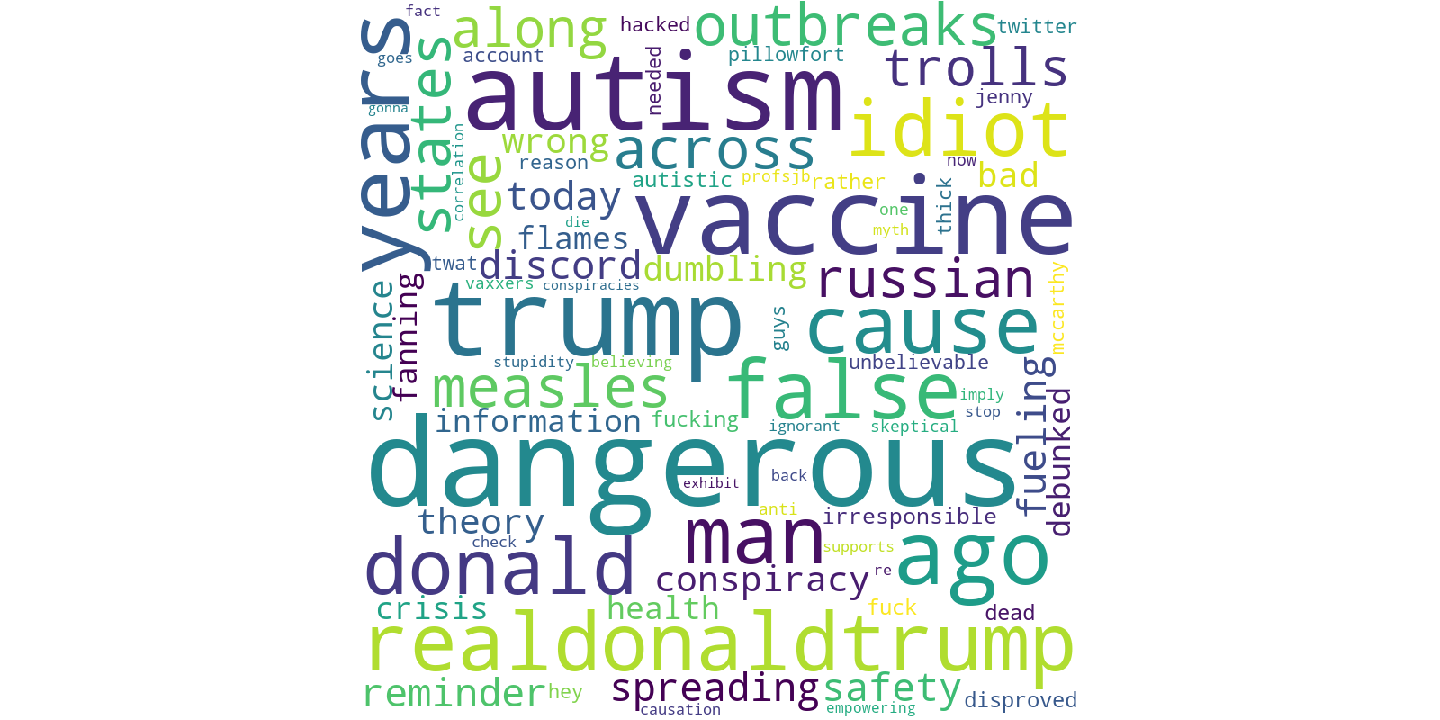 fact
years
goes
gonna
states
along
account
hacked
outbreaks
twitter
pillowfort
trolls
needed
autism
jenny
idiot
correlation
wrong
see
reason
across
now
bad
autistic
profsjb
rather
today
thick
one
die
myth
vaccine
flames
twat
discord
dumbling
russian
vaxxers
conspiracies
mccarthy
science
fanning
trump
guys
cause
stupidity
believing
unbelievable
measles
false
fueling
imply
stop
debunked
information
fucking
ignorant
skeptical
dangerous
back
exhibit
theory
anti
irresponsible
man
check
supports
ago
donald
conspiracy
re
crisis
health
fuck
dead
realdonaldtrump
reminder
hey
spreading
safety
disproved
causation
empowering